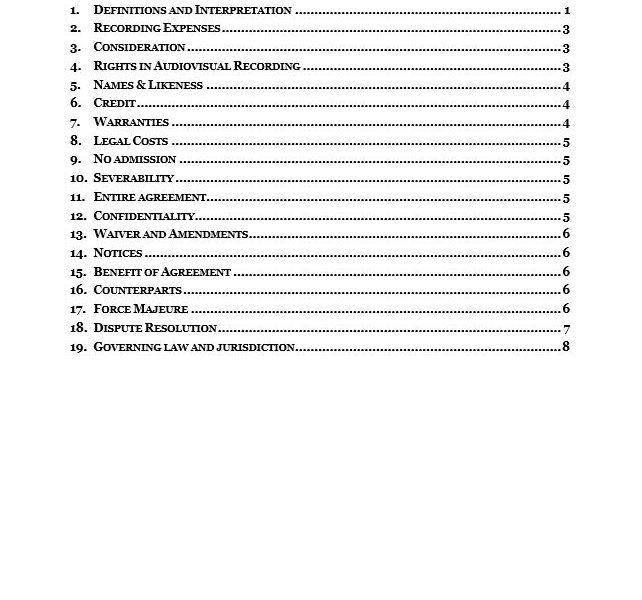 1. Definitions and Interpretation ........ 1
2. Recording Expenses ........ 3
3. Consideration ........ 3
4. Rights in Audiovisual Recording ........ 3
5. Names & Likeness ........ 4
6. Credit ........ 4
7. Warranties ........ 4
8. Legal Costs ........ 5
9. No admission ........ 5
10. Severability ........ 5
11. Entire agreement ........ 5
12. Confidentiality ........ 5
13. Waiver and Amendments ........ 6
14. Notices ........ 6
15. Benefit of Agreement ........ 6
16. Counterparts ........ 6
17. Force Majeure ........ 6
18. Dispute Resolution ........ 7
19. Governing law and jurisdiction ........ 8